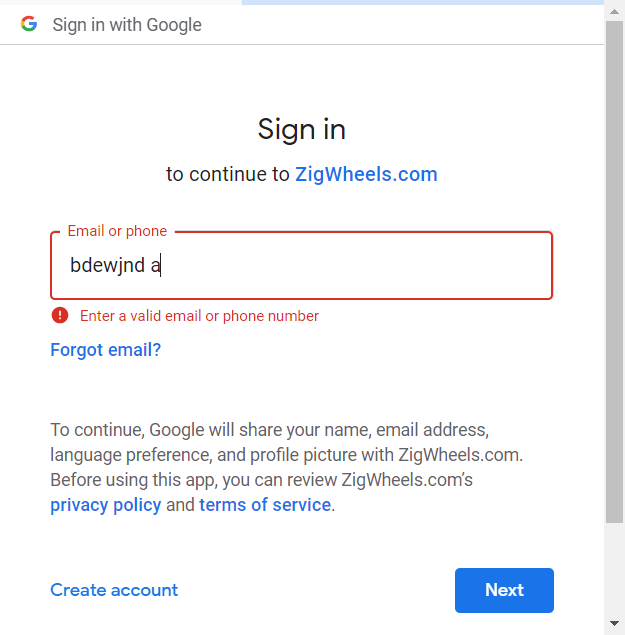 Sign in with Google
Sign in
to continue to ZigWheels.com
Email or phone
bdewjnd a
Enter a valid email or phone number
Forgot email?
To continue, Google will share your name, email address,
language preference, and profile picture with ZigWheels.com.
Before using this app, you can review ZigWheels.com’s
privacy policy and terms of service.
Create account
Next